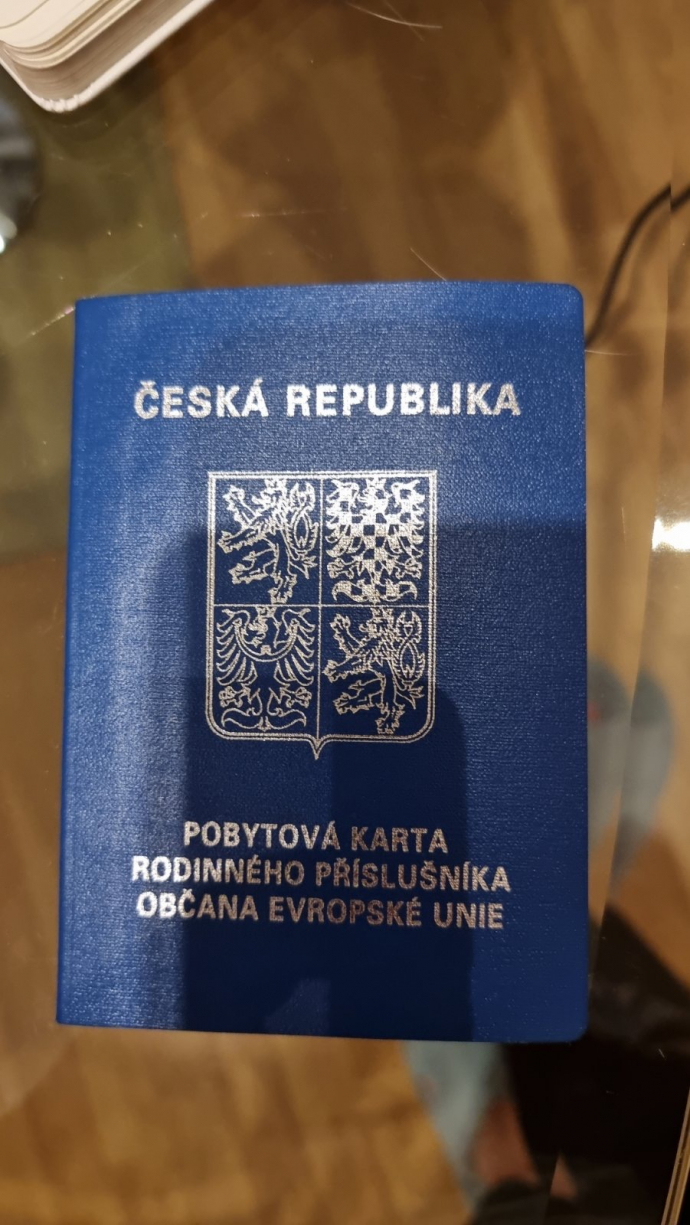 ČESKÁ REPUBLIKA
POBYTOVÁ KARTA
RODINNÉHO PŘÍSLUŠNÍKA
OBČANA EVROPSKÉ UNIE